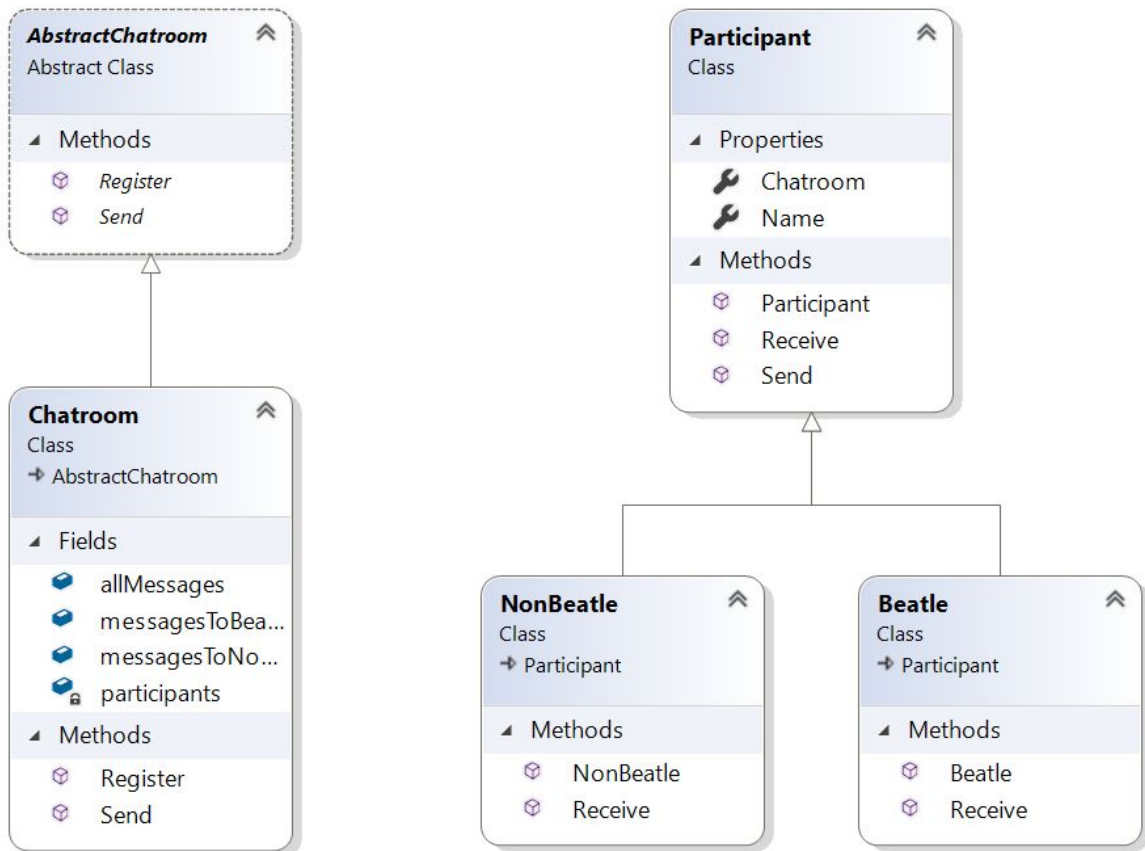 AbstractChatroom
Abstract Class
Methods
Register
Send
Chatroom
Class
AbstractChatroom
Fields
allMessages
messagesToBea...
messagesToNo...
participants
Methods
Register
Send
Participant
Class
Properties
Chatroom
Name
Methods
Participant
Receive
Send
NonBeatle
Class
Participant
Methods
NonBeatle
Receive
Beatle
Class
Participant
Methods
Beatle
Receive